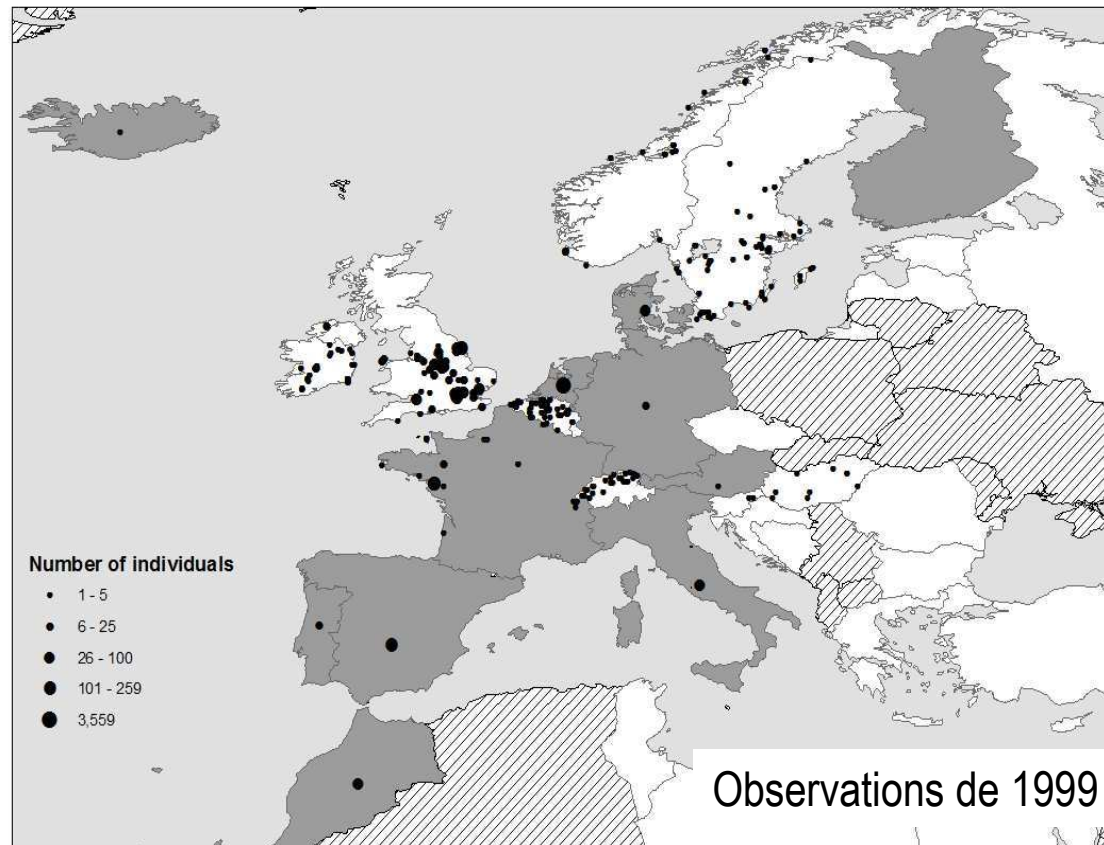 Number of individuals
1 - 5
6 - 25
26 - 100
101 - 259
3,559
Observations de 1999